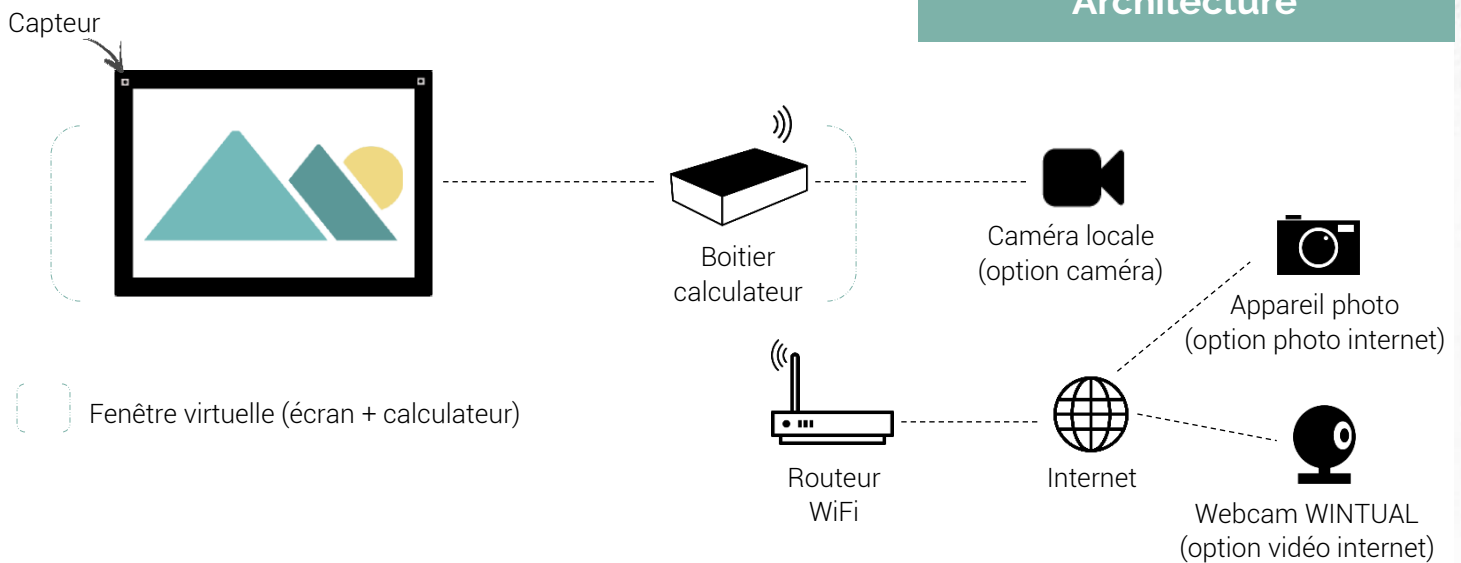 Architecture
Capteur
Boitier
calculateur
Caméra locale
(option caméra)
Appareil photo
(option photo internet)
Fenêtre virtuelle (écran + calculateur)
Routeur
WiFi
Internet
Webcam WINTUAL
(option vidéo internet)